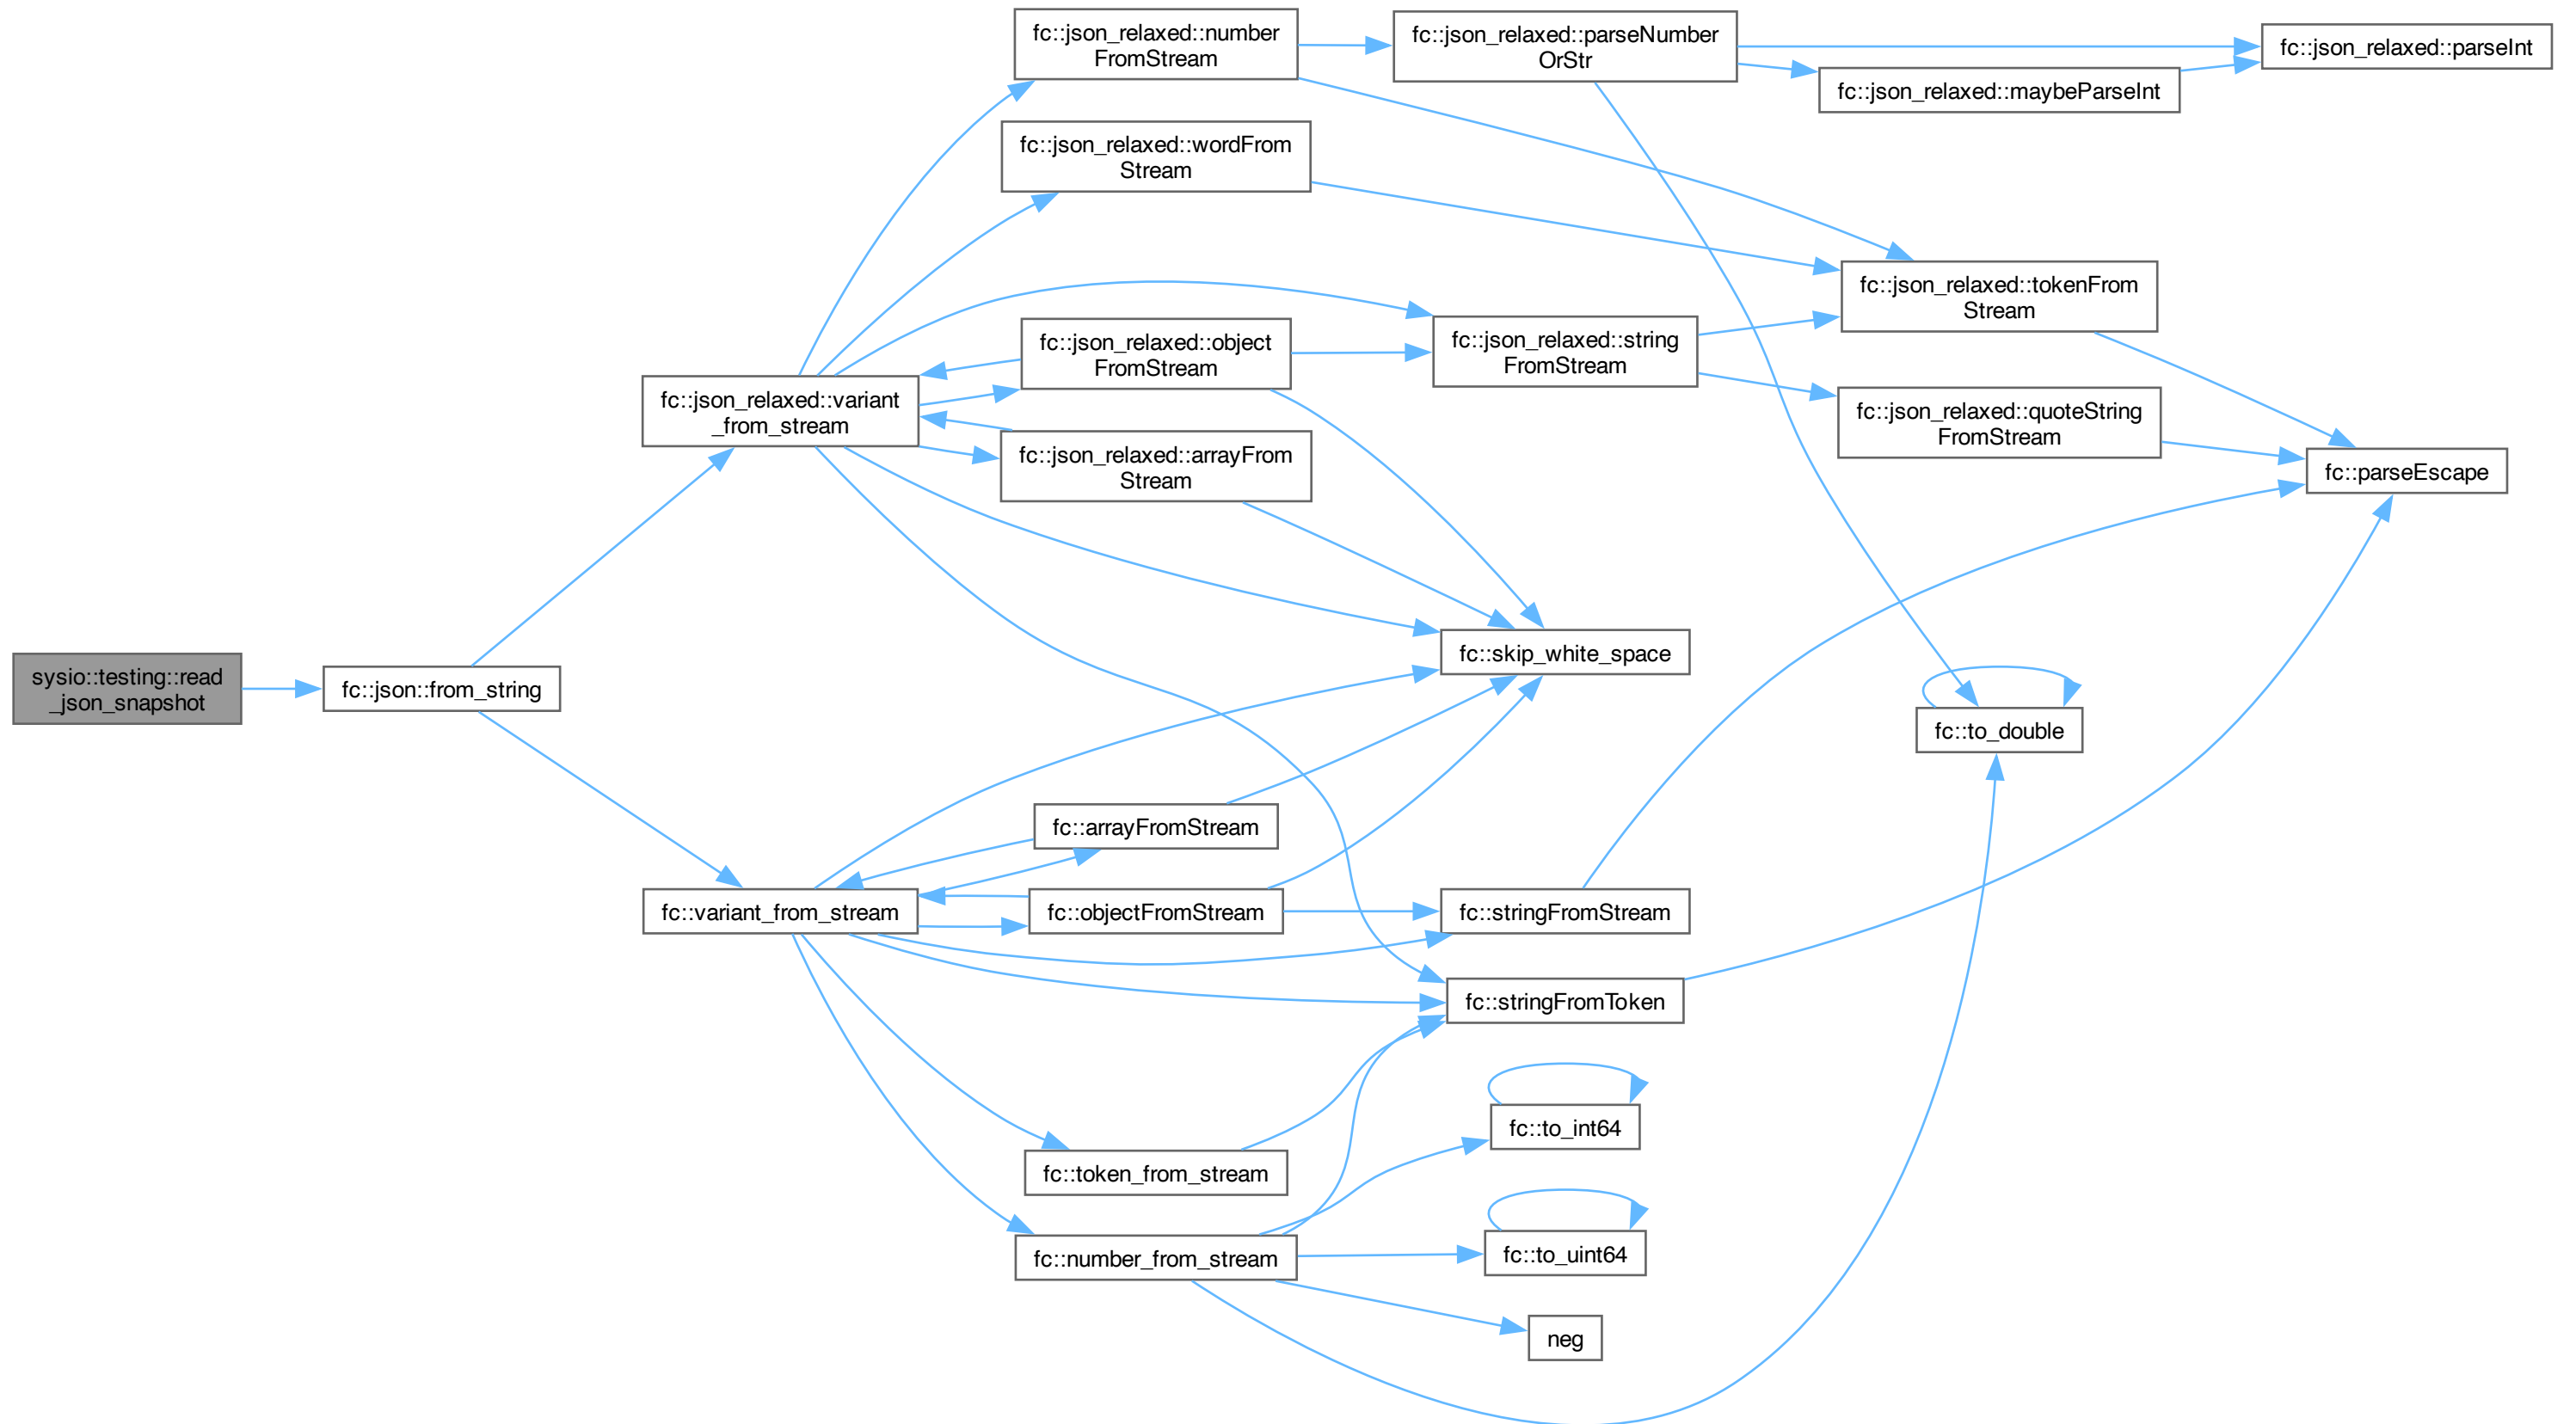 sysio::testing::read
_json_snapshot
fc::json::from_string
fc::json_relaxed::variant
_from_stream
fc::variant_from_stream
fc::json_relaxed::number
FromStream
fc::json_relaxed::wordFrom
Stream
fc::json_relaxed::object
FromStream
fc::json_relaxed::arrayFrom
Stream
fc::arrayFromStream
fc::objectFromStream
fc::token_from_stream
fc::number_from_stream
fc::json_relaxed::parseNumber
OrStr
fc::json_relaxed::string
FromStream
fc::skip_white_space
fc::stringFromStream
fc::stringFromToken
fc::to_int64
fc::to_uint64
neg
fc::json_relaxed::maybeParseInt
fc::json_relaxed::tokenFrom
Stream
fc::json_relaxed::quoteString
FromStream
fc::to_double
fc::json_relaxed::parseInt
fc::parseEscape